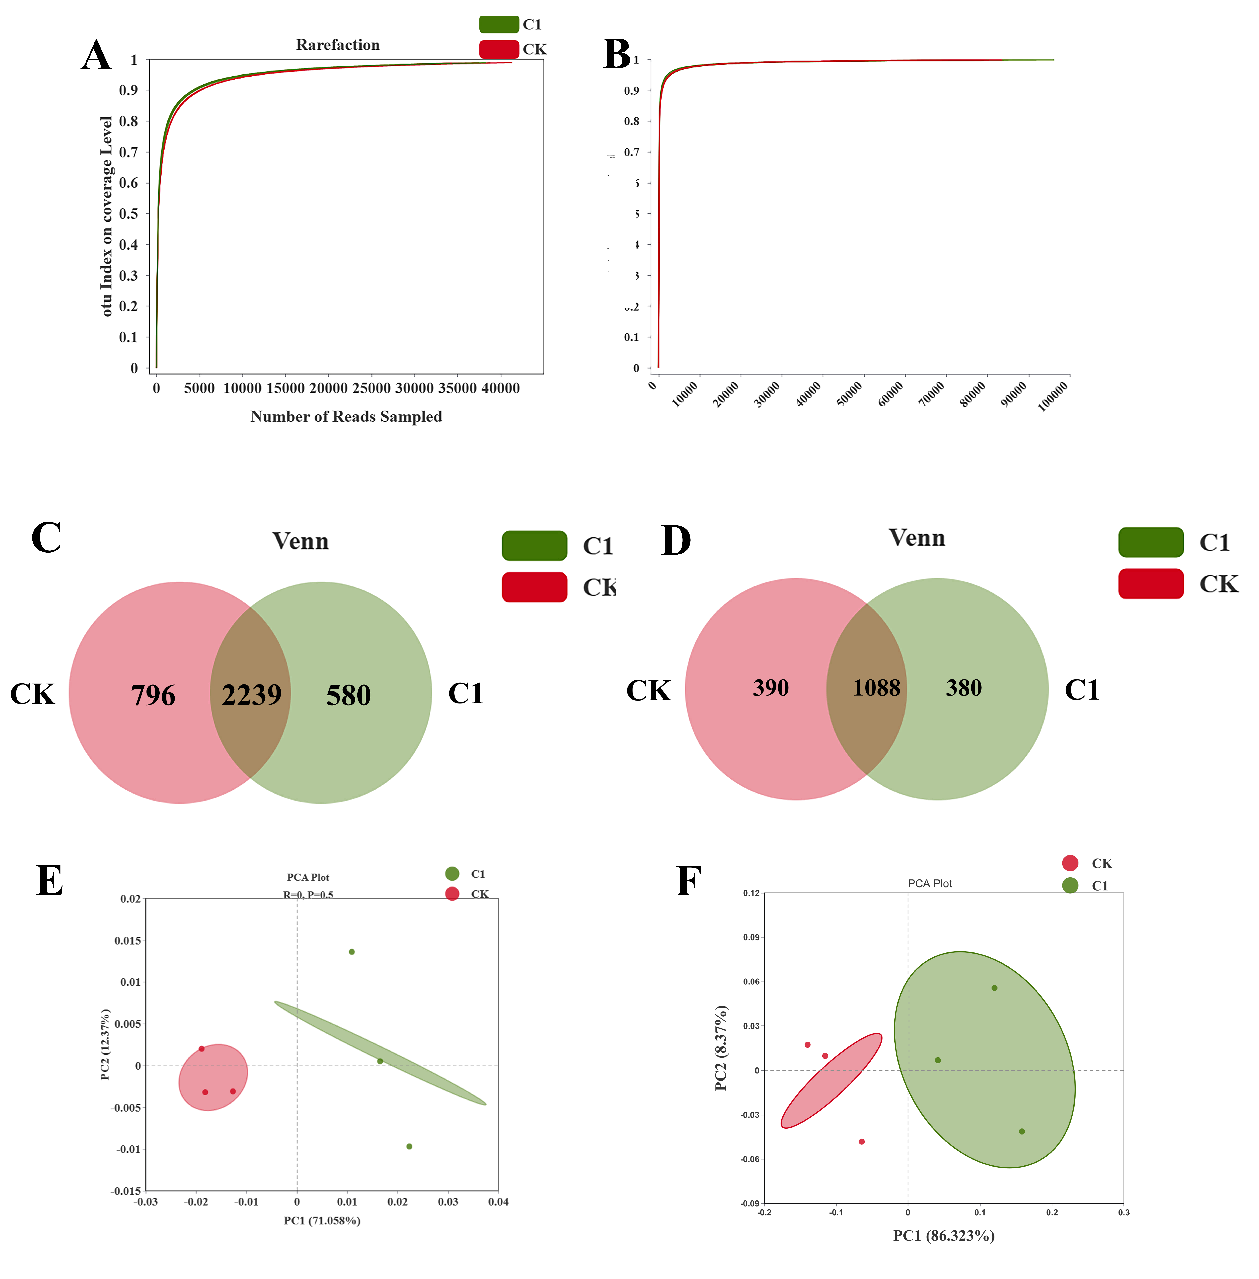 A
Rarefaction
C1
CK
otu Index on coverage Level
1
0.9
0.8
0.7
0.6
0.5
0.4
0.3
0.2
0.1
0
0 5000 10000 15000 20000 25000 30000 35000 40000
Number of Reads Sampled
B
1
0.9
0.8
0.7
0.1
0
0 10000 20000 30000 40000 50000 60000 70000 80000 90000 100000
C
Venn
C1
CK
CK
796
2239
580
C1
D
Venn
C1
CK
CK
390
1088
380
C1
E
PCA Plot
R=0, P=0.5
C1
CK
PC2 (12.37%)
0.02
0.015
0.01
0.005
0
-0.005
-0.01
-0.015
-0.03 -0.02 -0.01 0 0.01 0.02 0.03 0.04
PC1 (71.058%)
F
PCA Plot
CK
C1
PC2 (8.37%)
0.12
0.09
0.06
0.03
0
-0.03
-0.06
-0.09
-0.2 -0.1 0 0.1 0.2 0.3
PC1 (86.323%)